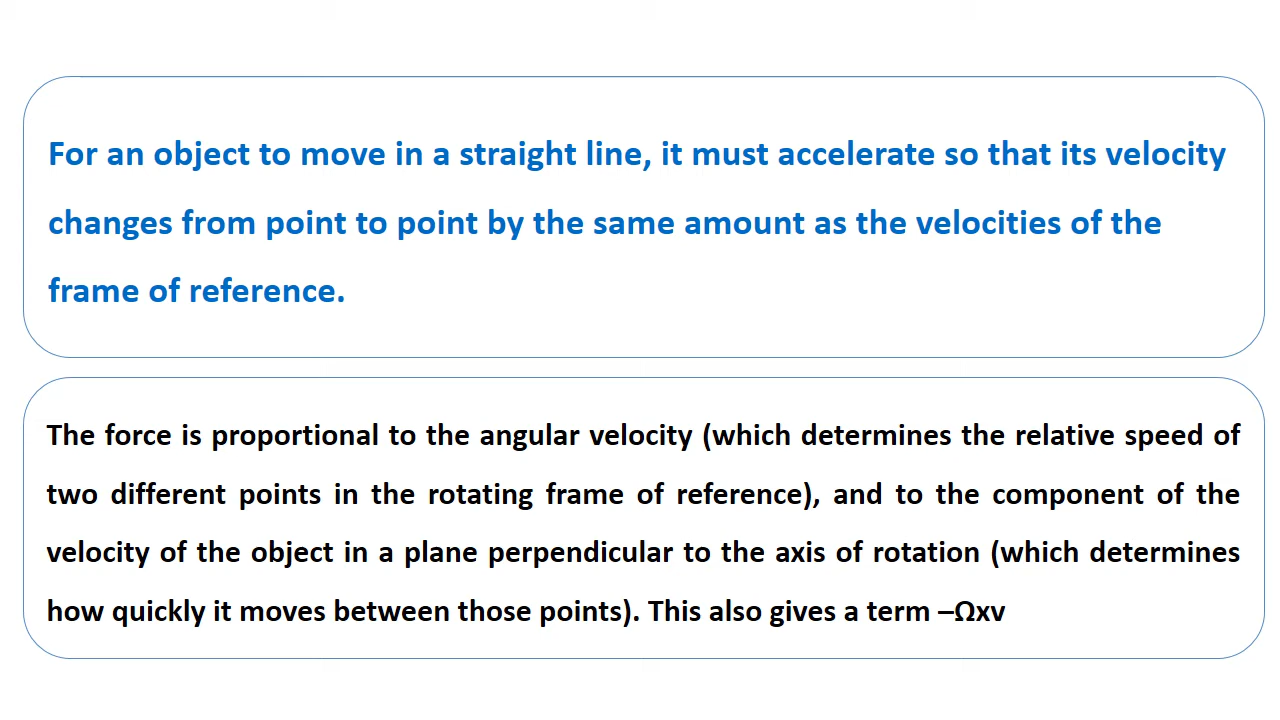 For an object to move in a straight line, it must accelerate so that its velocity
changes from point to point by the same amount as the velocities of the
frame of reference.
The force is proportional to the angular velocity (which determines the relative speed of
two different points in the rotating frame of reference), and to the component of the
velocity of the object in a plane perpendicular to the axis of rotation (which determines
how quickly it moves between those points). This also gives a term –Ωxv